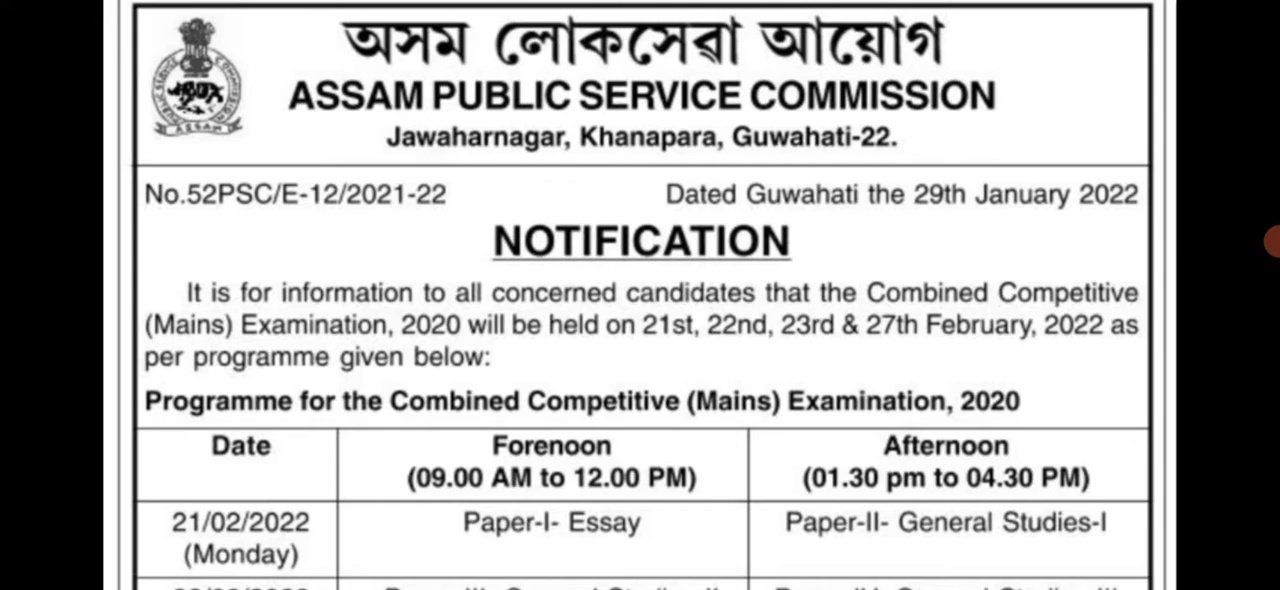 অসম লোকসেৱা আয়োগ
ASSAM PUBLIC SERVICE COMMISSION
Jawaharnagar, Khanapara, Guwahati-22.
ASSAM
No.52PSC/E-12/2021-22 Dated Guwahati the 29th January 2022
NOTIFICATION
It is for information to all concerned candidates that the Combined Competitive
(Mains) Examination, 2020 will be held on 21st, 22nd, 23rd & 27th February, 2022 as
per programme given below:
Programme for the Combined Competitive (Mains) Examination, 2020
Date Forenoon Afternoon
(09.00 AM to 12.00 PM) (01.30 pm to 04.30 PM)
21/02/2022 Paper-I- Essay Paper-II- General Studies-I
(Monday)